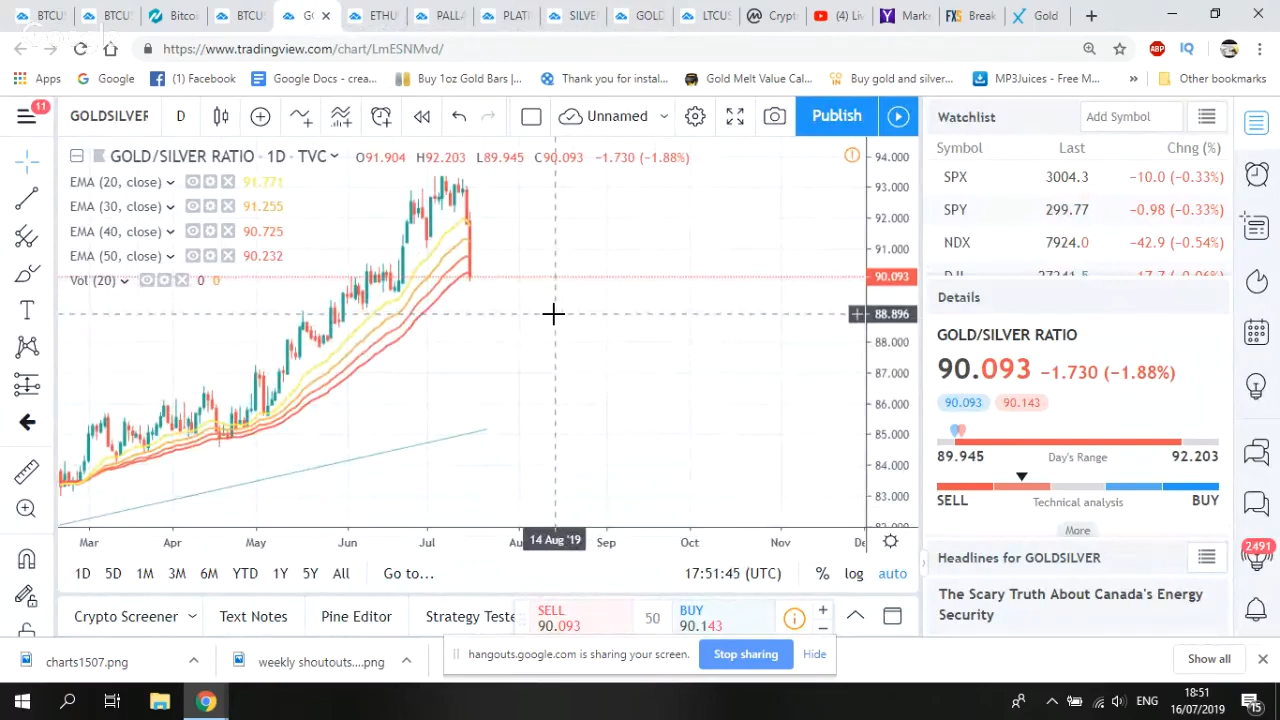 BTCUS
BTCUS
Bitcoi
BTCUS
GO
ETHU
PALLA
PLATI
SILVE
GOLD
LTCUS
Crypt
(4) Liv
Mark
Break
Gold
https://www.tradingview.com/chart/LmESNMvd/
Apps
Google
(1) Facebook
Google Docs - crea...
Buy 1oz Gold Bars |...
Thank you for instal...
Gold Melt Value Cal...
Buy gold and silver...
MP3Juices - Free M...
Other bookmarks
11
GOLDSILVER
D
Unnamed
Publish
Watchlist
Add Symbol
GOLD/SILVER RATIO · 1D · TVC
O91.904 H92.203 L89.945 C90.093 −1.730 (−1.88%)
EMA (20, close) 91.771
EMA (30, close) 91.255
EMA (40, close) 90.725
EMA (50, close) 90.232
Vol (20) 0 0
94.000
93.000
92.000
91.000
90.093
88.896
88.000
87.000
86.000
85.000
84.000
83.000
82.000
Mar
Apr
May
Jun
Jul
Au
14 Aug '19
Sep
Oct
Nov
De
1D 5D 1M 3M 6M YTD 1Y 5Y All Go to...
17:51:45 (UTC) % log auto
Symbol Last Chng (%)
SPX 3004.3 −10.0 (−0.33%)
SPY 299.77 −0.98 (−0.33%)
NDX 7924.0 −42.9 (−0.54%)
Details
GOLD/SILVER RATIO
90.093 −1.730 (−1.88%)
90.093 90.143
89.945 Day's Range 92.203
SELL Technical analysis BUY
More
Headlines for GOLDSILVER
The Scary Truth About Canada's Energy
Security
2491
Crypto Screener
Text Notes
Pine Editor
Strategy Teste
SELL
90.093
50
BUY
90.143
charts1507.png
weekly shoutouts....png
hangouts.google.com is sharing your screen.
Stop sharing
Hide
Show all
ENG
18:51
16/07/2019
15